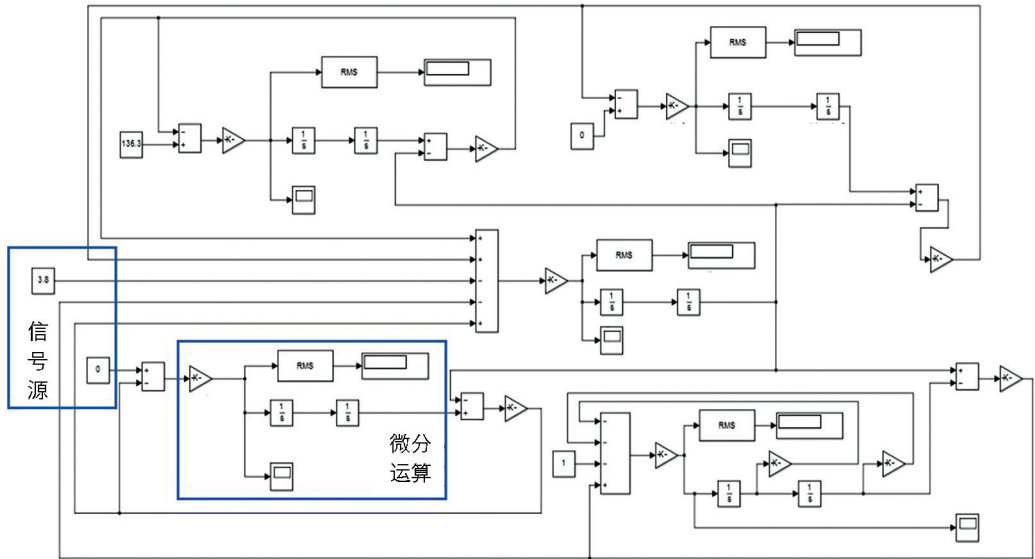 RMS
RMS
-K-
1
s
1
s
-K-
136.3
-K-
1
s
1
s
-K-
0
RMS
-K-
3.8
-K-
1
s
1
s
信
号
源
RMS
0
-K-
1
s
1
s
-K-
-K-
微分
运算
RMS
-K-
-K-
-K-
1
1
s
1
s